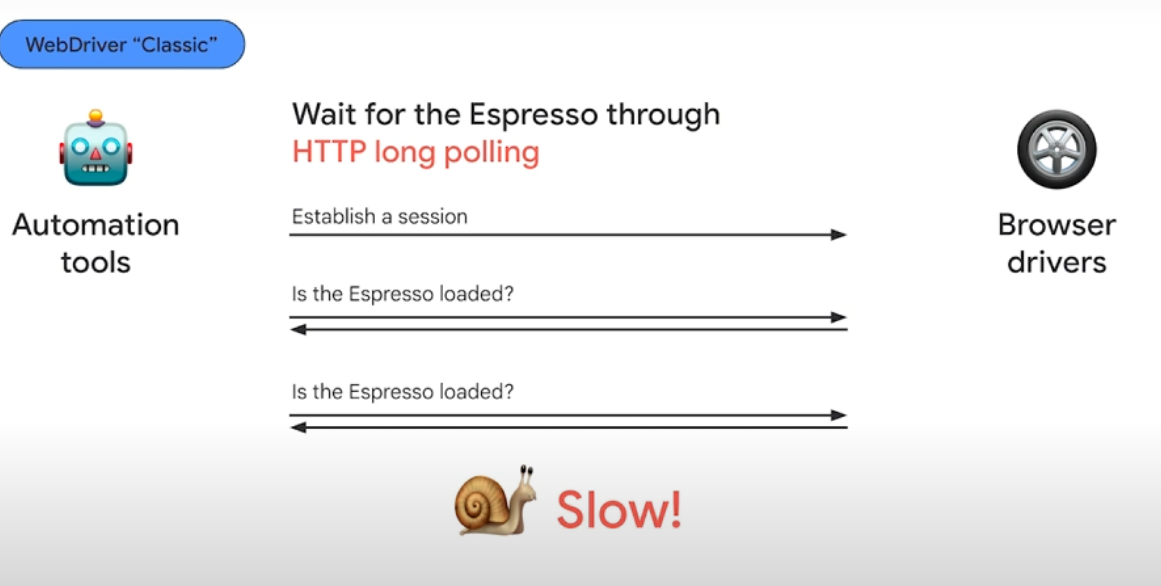 WebDriver “Classic”
Wait for the Espresso through
HTTP long polling
Automation
tools
Establish a session
Is the Espresso loaded?
Is the Espresso loaded?
Browser
drivers
Slow!